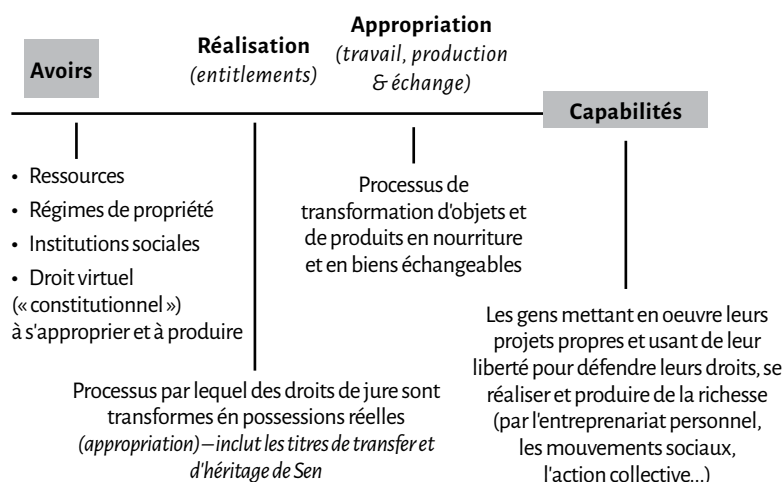 Avoirs
Réalisation
(entitlements)
Appropriation
(travail, production
& échange)
Capabilités
• Ressources
• Régimes de propriété
• Institutions sociales
• Droit virtuel
(« constitutionnel »)
à s'approprier et à produire
Processus par lequel des droits de jure sont
transformes én possessions réelles
(appropriation) – inclut les titres de transfer et
d'héritage de Sen
Processus de
transformation d'objets et
de produits en nourriture
et en biens échangeables
Les gens mettant en oeuvre leurs
projets propres et usant de leur
liberté pour défendre leurs droits, se
réaliser et produire de la richesse
(par l'entreprenariat personnel,
les mouvements sociaux,
l'action collective...)